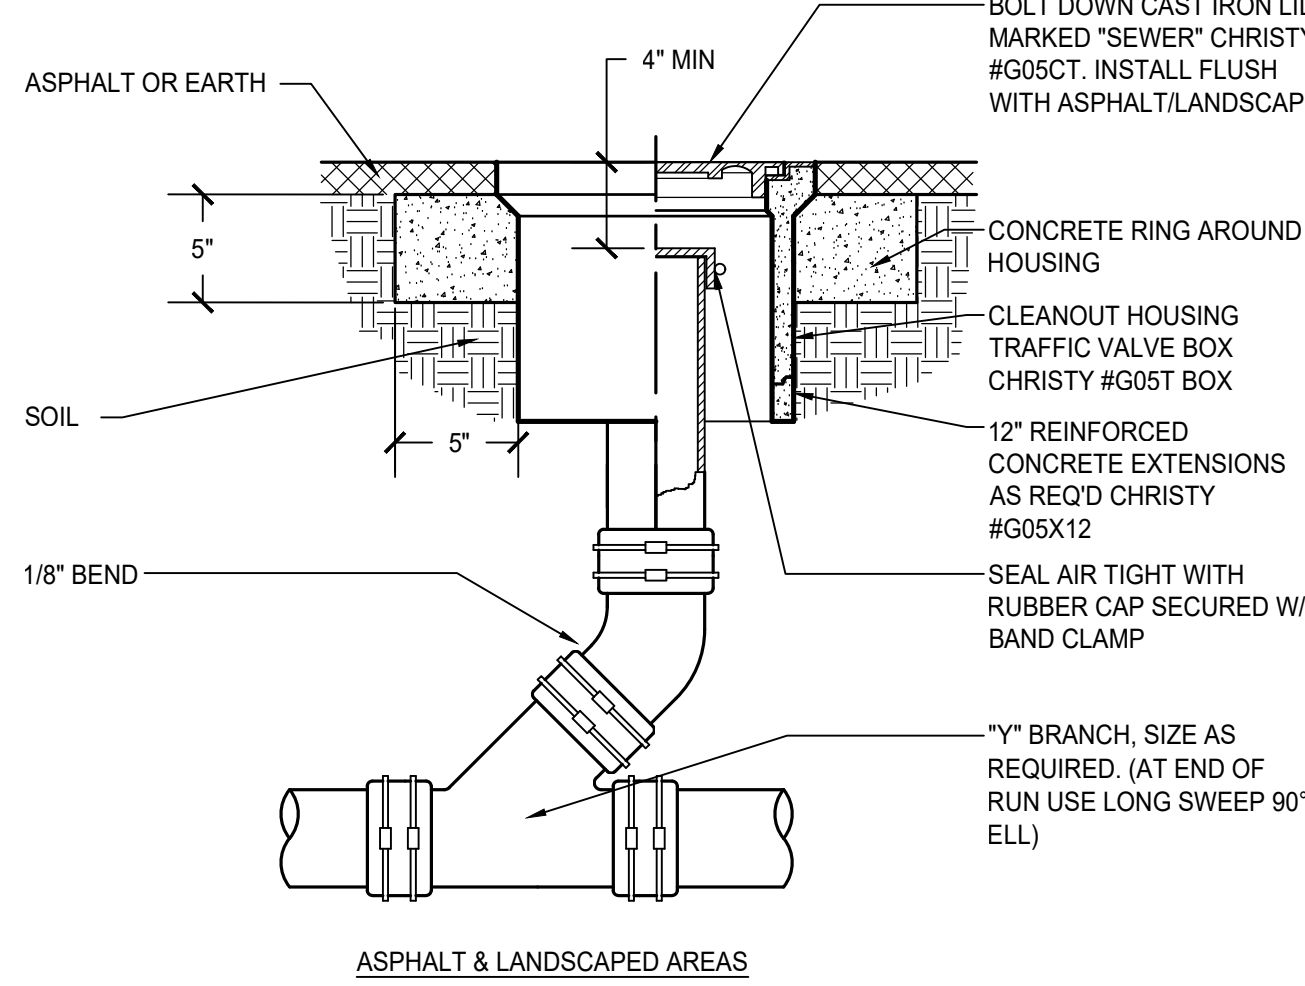 BOLT DOWN CAST IRON LID
MARKED "SEWER" CHRISTY
#G05CT. INSTALL FLUSH
WITH ASPHALT/LANDSCAP
4" MIN
ASPHALT OR EARTH
5"
CONCRETE RING AROUND
HOUSING
CLEANOUT HOUSING
TRAFFIC VALVE BOX
CHRISTY #G05T BOX
SOIL
5"
12" REINFORCED
CONCRETE EXTENSIONS
AS REQ'D CHRISTY
#G05X12
1/8" BEND
SEAL AIR TIGHT WITH
RUBBER CAP SECURED W/
BAND CLAMP
"Y" BRANCH, SIZE AS
REQUIRED. (AT END OF
RUN USE LONG SWEEP 90°
ELL)
ASPHALT & LANDSCAPED AREAS